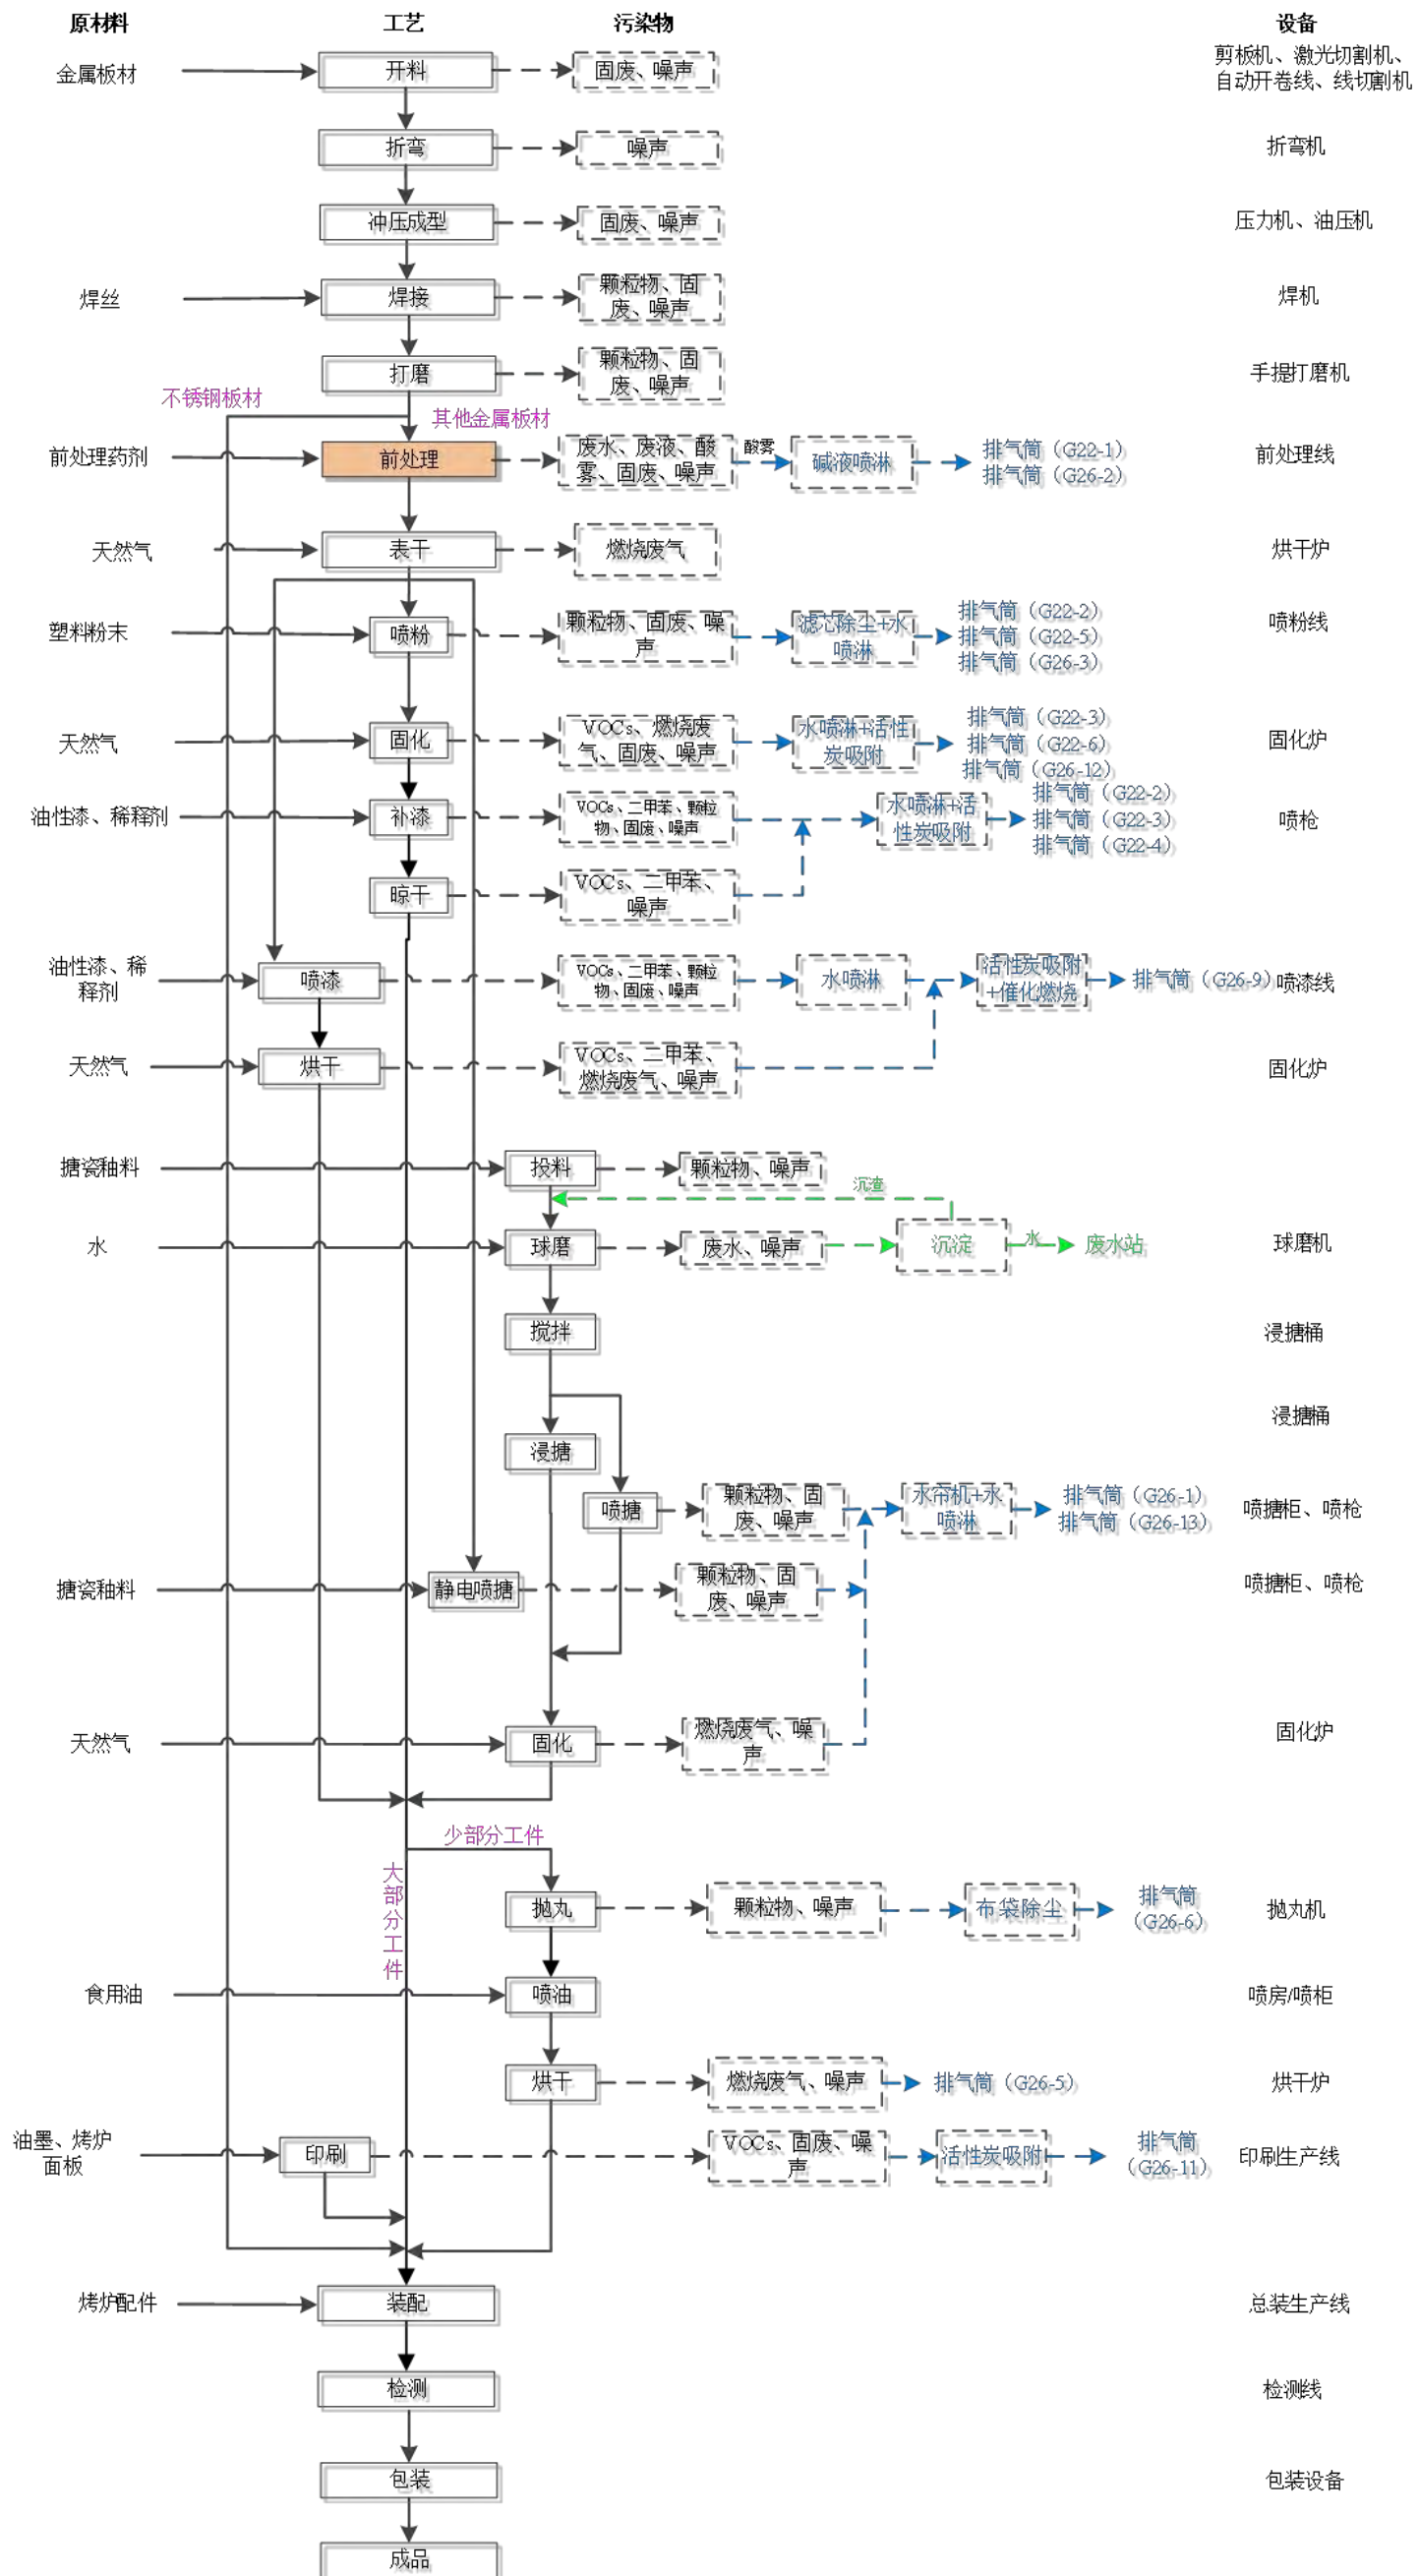 原材料
工艺
污染物
设备
金属板材
开料
固废、噪声
剪板机、激光切割机、
自动开卷线、线切割机
折弯
噪声
折弯机
冲压成型
固废、噪声
压力机、油压机
焊丝
焊接
颗粒物、固
废、噪声
焊机
打磨
颗粒物、固
废、噪声
手提打磨机
不锈钢板材
其他金属板材
前处理药剂
前处理
废水、废液、酸
雾、固废、噪声
酸雾
碱液喷淋
排气筒（G22-1）
排气筒（G26-2）
前处理线
天然气
表干
燃烧废气
烘干炉
塑料粉末
喷粉
颗粒物、固废、噪
声
滤芯除尘+水
喷淋
排气筒（G22-2）
排气筒（G22-5）
排气筒（G26-3）
喷粉线
天然气
固化
VOCs、燃烧废
气、固废、噪声
水喷淋+活性
炭吸附
排气筒（G22-3）
排气筒（G22-6）
排气筒（G26-12）
固化炉
油性漆、稀释剂
补漆
VOCs、二甲苯、颗粒
物、固废、噪声
水喷淋+活
性炭吸附
排气筒（G22-2）
排气筒（G22-3）
排气筒（G22-4）
喷枪
晾干
VOCs、二甲苯、
噪声
油性漆、稀
释剂
喷漆
VOCs、二甲苯、颗粒
物、固废、噪声
水喷淋
活性炭吸附
+催化燃烧
排气筒（G26-9）
喷漆线
天然气
烘干
VOCs、二甲苯、
燃烧废气、噪声
固化炉
搪瓷釉料
投料
颗粒物、噪声
沉渣
水
球磨
废水、噪声
沉淀
水
废水站
球磨机
搅拌
浸搪桶
浸搪桶
浸搪
喷搪
颗粒物、固
废、噪声
水帘机+水
喷淋
排气筒（G26-1）
排气筒（G26-13）
喷搪柜、喷枪
搪瓷釉料
静电喷搪
颗粒物、固
废、噪声
喷搪柜、喷枪
天然气
固化
燃烧废气、噪
声
固化炉
少部分工件
大
部
分
工
件
抛丸
颗粒物、噪声
布袋除尘
排气筒
（G26-6）
抛丸机
食用油
喷油
喷房/喷柜
烘干
燃烧废气、噪声
排气筒（G26-5）
烘干炉
油墨、烤炉
面板
印刷
VOCs、固废、噪
声
活性炭吸附
排气筒
（G26-11）
印刷生产线
烤炉配件
装配
总装生产线
检测
检测线
包装
包装设备
成品